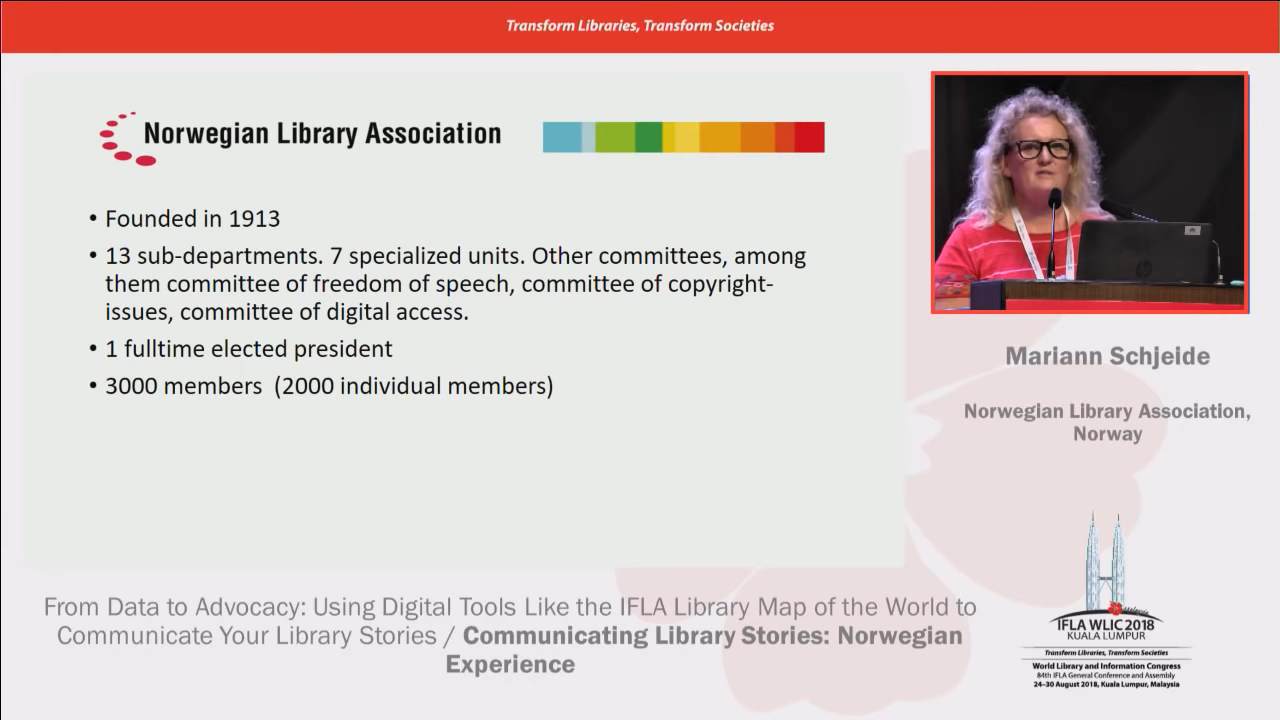 Transform Libraries, Transform Societies
Norwegian Library Association
• Founded in 1913
• 13 sub-departments. 7 specialized units. Other committees, among
them committee of freedom of speech, committee of copyright-
issues, committee of digital access.
• 1 fulltime elected president
• 3000 members (2000 individual members)
Mariann Schjeide
Norwegian Library Association,
Norway
From Data to Advocacy: Using Digital Tools Like the IFLA Library Map of the World to
Communicate Your Library Stories / Communicating Library Stories: Norwegian
Experience
Malaysia
IFLA WLIC 2018
KUALA LUMPUR
Transform Libraries, Transform Societies
World Library and Information Congress
84th IFLA General Conference and Assembly
24–30 August 2018, Kuala Lumpur, Malaysia